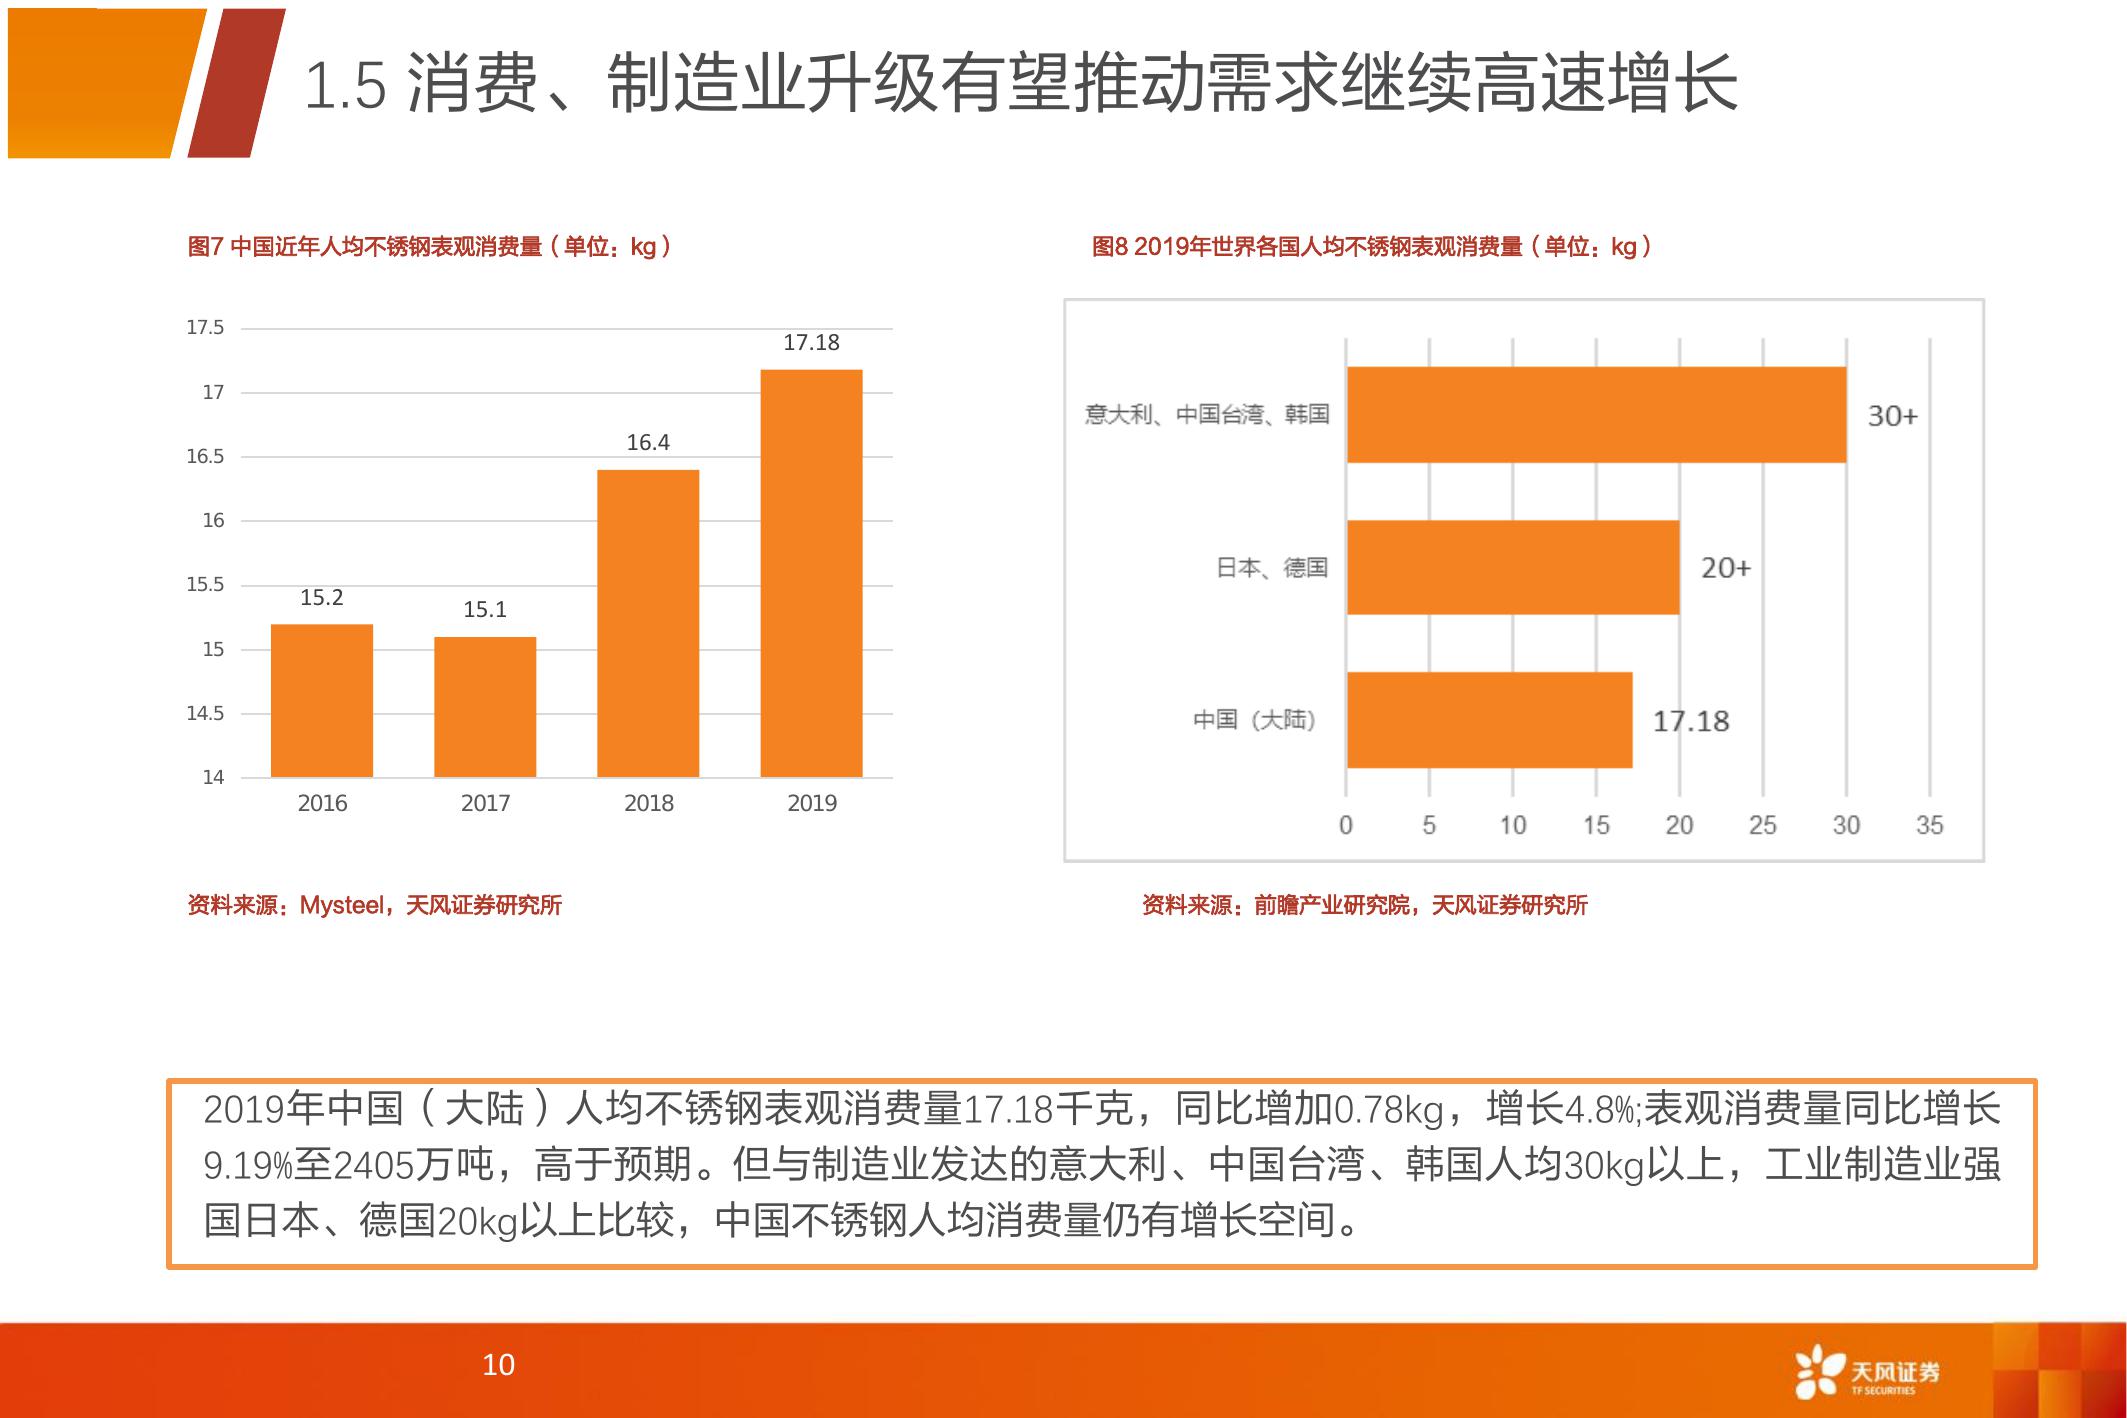 1.5 消费、制造业升级有望推动需求继续高速增长
图7 中国近年人均不锈钢表观消费量（单位：kg）
17.5
17
16.5
16
15.5
15
14.5
14
15.2
15.1
16.4
17.18
2016
2017
2018
2019
资料来源：Mysteel，天风证券研究所
图8 2019年世界各国人均不锈钢表观消费量（单位：kg）
意大利、中国台湾、韩国
30+
日本、德国
20+
中国（大陆）
17.18
0
5
10
15
20
25
30
35
资料来源：前瞻产业研究院，天风证券研究所
2019年中国（大陆）人均不锈钢表观消费量17.18千克，同比增加0.78kg，增长4.8%;表观消费量同比增长
9.19%至2405万吨，高于预期。但与制造业发达的意大利、中国台湾、韩国人均30kg以上，工业制造业强
国日本、德国20kg以上比较，中国不锈钢人均消费量仍有增长空间。
10
天风证券
TF SECURITIES